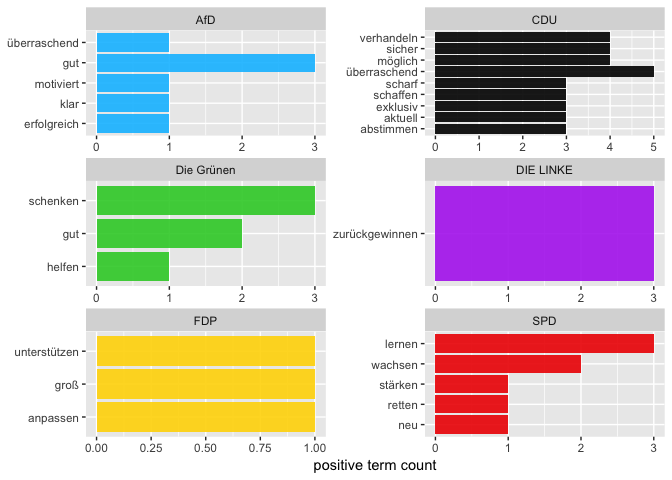 AfD
überraschend
gut
motiviert
klar
erfolgreich
0 1 2 3
CDU
verhandeln
sicher
möglich
überraschend
scharf
schaffen
exklusiv
aktuell
abstimmen
0 1 2 3 4 5
Die Grünen
schenken
gut
helfen
0 1 2 3
DIE LINKE
zurückgewinnen
0 1 2 3
FDP
unterstützen
groß
anpassen
0.00 0.25 0.50 0.75 1.00
SPD
lernen
wachsen
stärken
retten
neu
0 1 2 3
positive term count